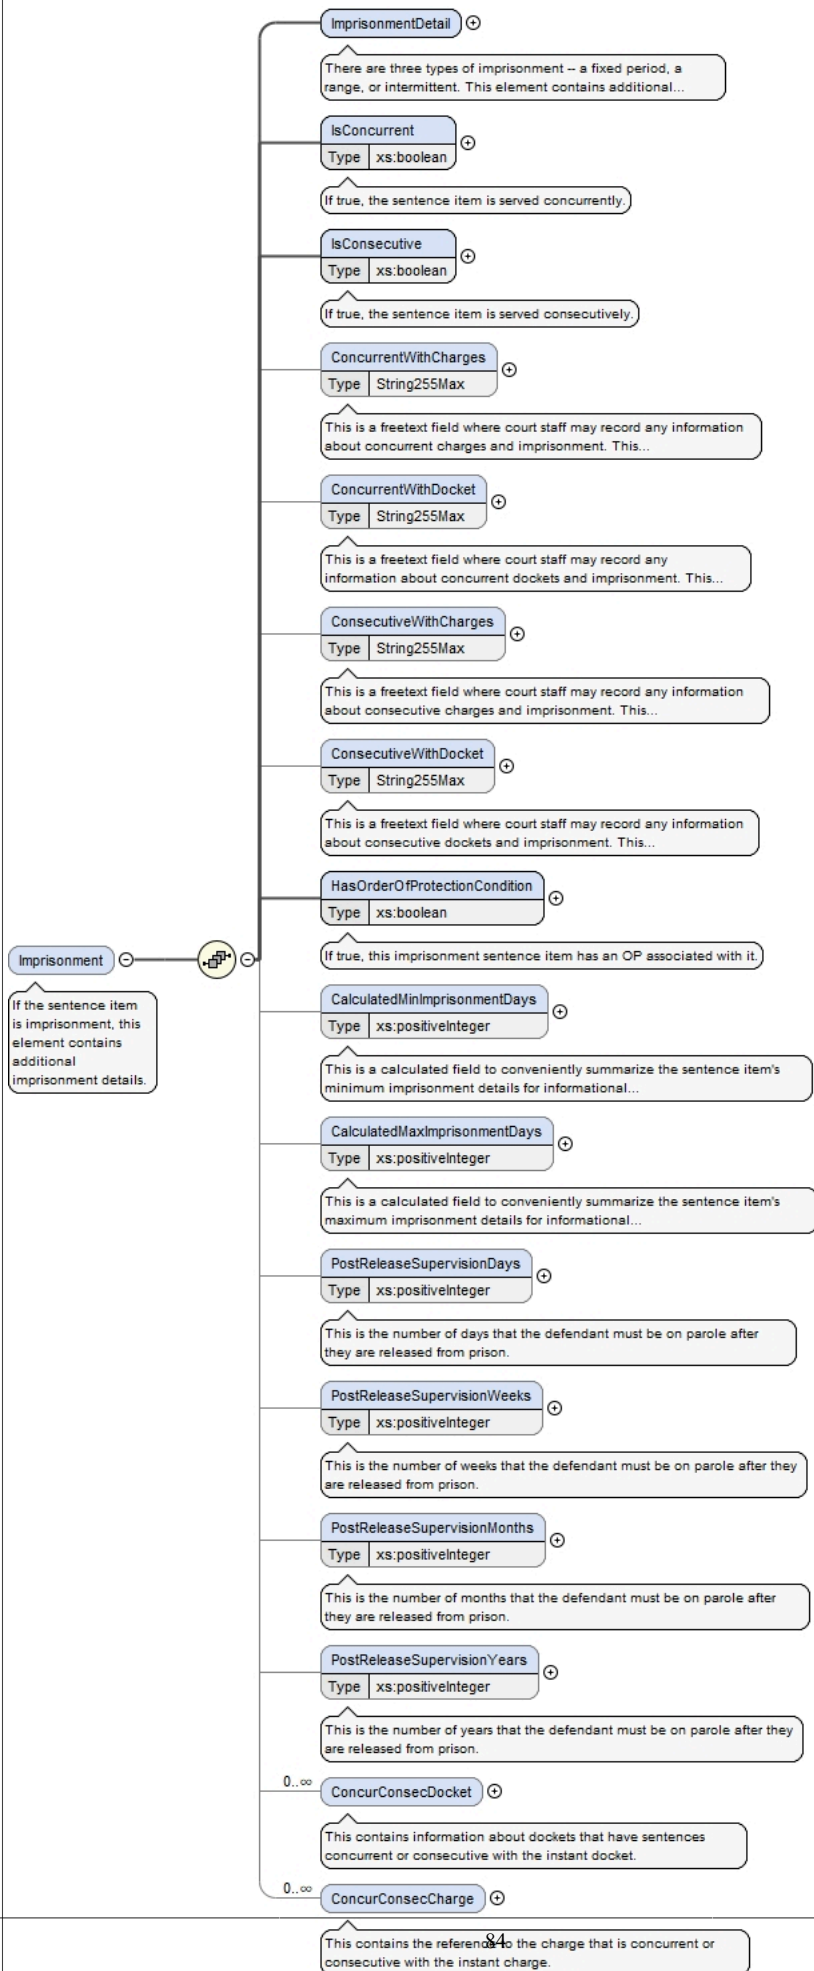 ImprisonmentDetail
There are three types of imprisonment -- a fixed period, a
range, or intermittent. This element contains additional...
IsConcurrent
Type xs:boolean
If true, the sentence item is served concurrently.
IsConsecutive
Type xs:boolean
If true, the sentence item is served consecutively.
ConcurrentWithCharges
Type String255Max
This is a freetext field where court staff may record any information
about concurrent charges and imprisonment. This...
ConcurrentWithDocket
Type String255Max
This is a freetext field where court staff may record any
information about concurrent dockets and imprisonment. This...
ConsecutiveWithCharges
Type String255Max
This is a freetext field where court staff may record any information
about consecutive charges and imprisonment. This...
ConsecutiveWithDocket
Type String255Max
This is a freetext field where court staff may record any information
about consecutive dockets and imprisonment. This...
HasOrderOfProtectionCondition
Type xs:boolean
If true, this imprisonment sentence item has an OP associated with it.
Imprisonment
If the sentence item
is imprisonment, this
element contains
additional
imprisonment details.
CalculatedMinImprisonmentDays
Type xs:positiveInteger
This is a calculated field to conveniently summarize the sentence item's
minimum imprisonment details for informational...
CalculatedMaxImprisonmentDays
Type xs:positiveInteger
This is a calculated field to conveniently summarize the sentence item's
maximum imprisonment details for informational...
PostReleaseSupervisionDays
Type xs:positiveInteger
This is the number of days that the defendant must be on parole after
they are released from prison.
PostReleaseSupervisionWeeks
Type xs:positiveInteger
This is the number of weeks that the defendant must be on parole after they
are released from prison.
PostReleaseSupervisionMonths
Type xs:positiveInteger
This is the number of months that the defendant must be on parole after
they are released from prison.
PostReleaseSupervisionYears
Type xs:positiveInteger
This is the number of years that the defendant must be on parole after they
are released from prison.
0..∞
ConcurConsecDocket
This contains information about dockets that have sentences
concurrent or consecutive with the instant docket.
0..∞
ConcurConsecCharge
84
This contains the reference to the charge that is concurrent or
consecutive with the instant charge.